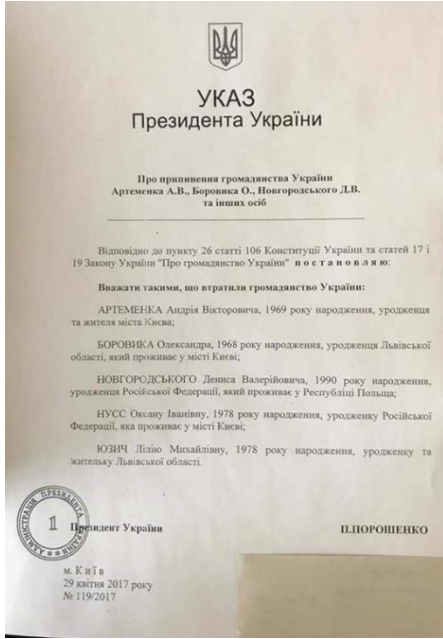 УКАЗ
Президента України
Про припинення громадянства України
Артеменка А.В., Боровика О., Новгородського Д.В.
та інших осіб
Відповідно до пункту 26 статті 106 Конституції України та статей 17 і
19 Закону України "Про громадянство України" п о с т а н о в л я ю:
Вважати такими, що втратили громадянство України:
АРТЕМЕНКА Андрія Вікторовича, 1969 року народження, уродженця
та жителя міста Києва;
БОРОВИКА Олександра, 1968 року народження, уродженця Львівської
області, який проживає у місті Києві;
НОВГОРОДСЬКОГО Дениса Валерійовича, 1990 року народження,
уродженця Російської Федерації, який проживає у Республіці Польща;
НУСС Оксану Іванівну, 1978 року народження, уродженку Російської
Федерації, яка проживає у місті Києві;
ЮЗИЧ Лілію Михайлівну, 1978 року народження, уродженку та
жительку Львівської області.
АДМІНІСТРАЦІЯ ПРЕЗИДЕНТА УКРАЇНИ
1
Президент України П.ПОРОШЕНКО
м. К и ї в
29 квітня 2017 року
№ 119/2017